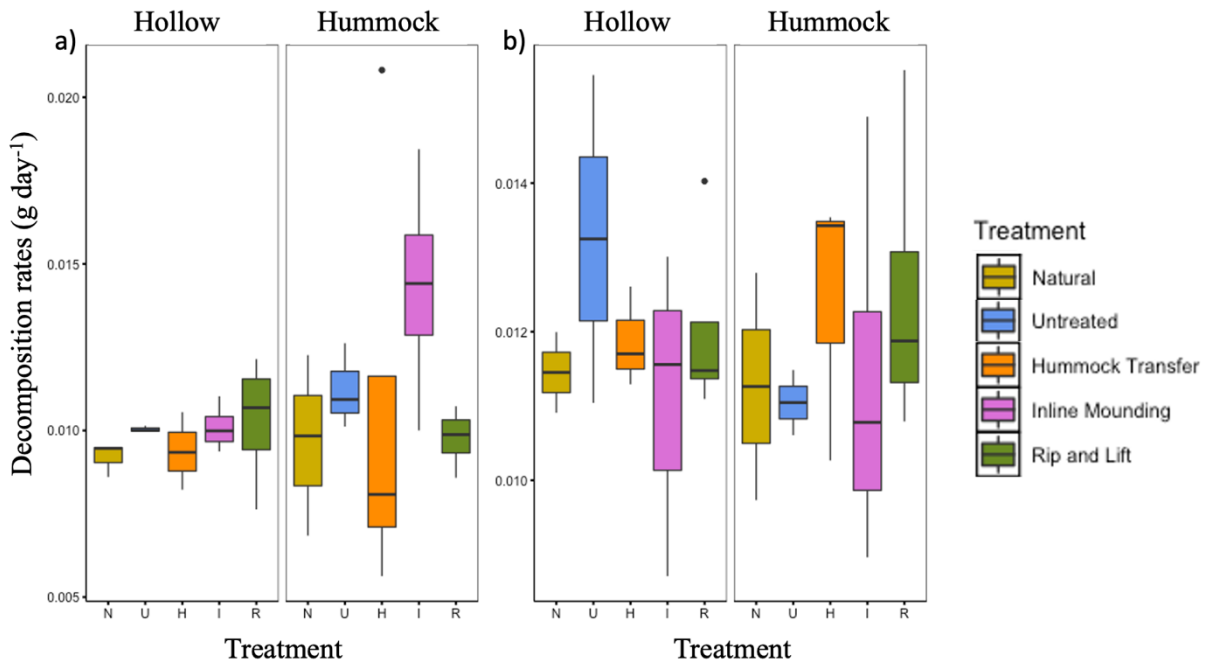 Hollow Hummock
a)
0.020
0.015
0.010
0.005
Decomposition rates (g day-1)
N U H I R N U H I R
Treatment
Hollow Hummock
b)
0.014
0.012
0.010
N U H I R N U H I R
Treatment
Treatment
Natural
Untreated
Hummock Transfer
Inline Mounding
Rip and Lift